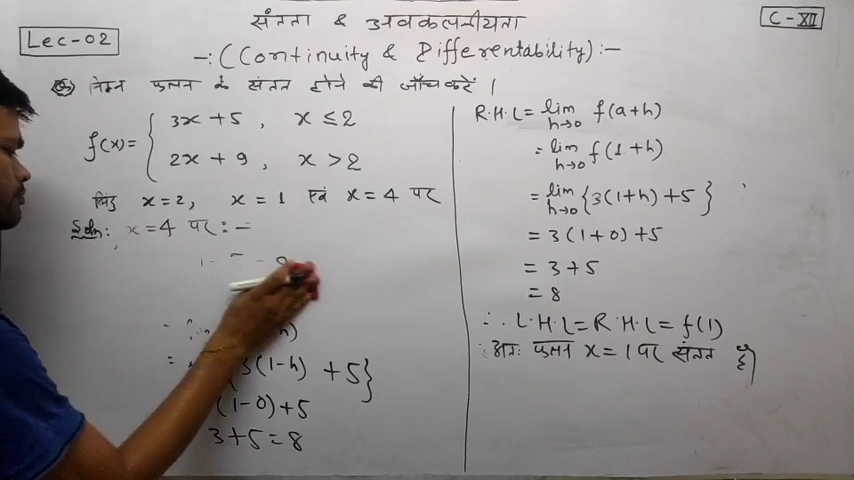 संतता & अवकलनीयता
C-XII
Lec-02
-:(Continuity & Differentability):-
Q. निम्न फलन के संतत होने की जाँच करें।
f(x)= { 3x+5, x ≤ 2
2x + 9, x > 2
बिंदु x=2, x=1 एवं x=4 पर
Soln: x=4 पर:-
3(1-h) +5}
(1-0)+5
3+5=8
R.H.L = lim h→0 f(a+h)
= lim h→0 f(1+h)
= lim h→0 {3(1+h)+5}
= 3(1+0)+5
= 3+5
= 8
∴ L.H.L=R.H.L= f(1)
अतः फलन x=1 पर संतत है।